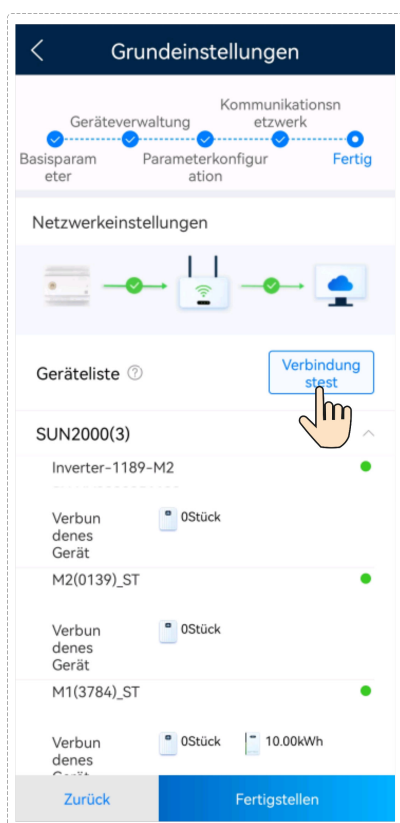 Grundeinstellungen
Kommunikationsn
Geräteverwaltung
etzwerk
Basisparam
eter
Parameterkonfigur
ation
Fertig
Netzwerkeinstellungen
Geräteliste ?
Verbindung
stest
SUN2000(3)
Inverter-1189-M2
Verbun
denes
Gerät
0Stück
M2(0139)_ST
Verbun
denes
Gerät
0Stück
M1(3784)_ST
Verbun
denes
0Stück
10.00kWh
Zurück
Fertigstellen